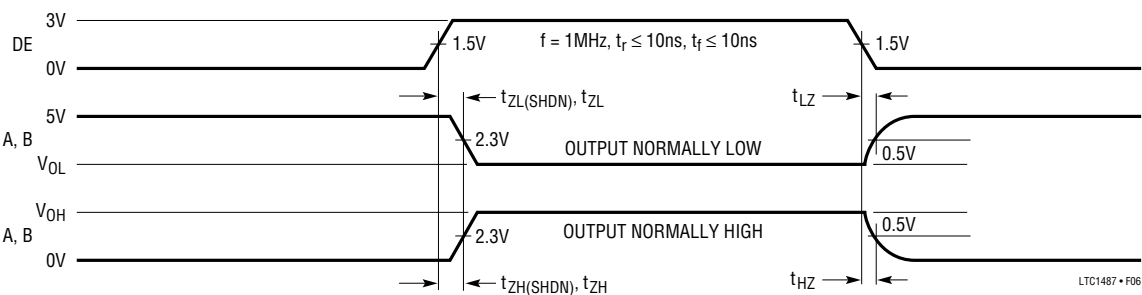 3V
DE
0V
1.5V
f = 1MHz, tr ≤ 10ns, tf ≤ 10ns
1.5V
tZL(SHDN), tZL
tLZ
5V
A, B
VOL
2.3V
OUTPUT NORMALLY LOW
0.5V
VOH
A, B
0V
2.3V
OUTPUT NORMALLY HIGH
0.5V
tZH(SHDN), tZH
tHZ
LTC1487 • F06